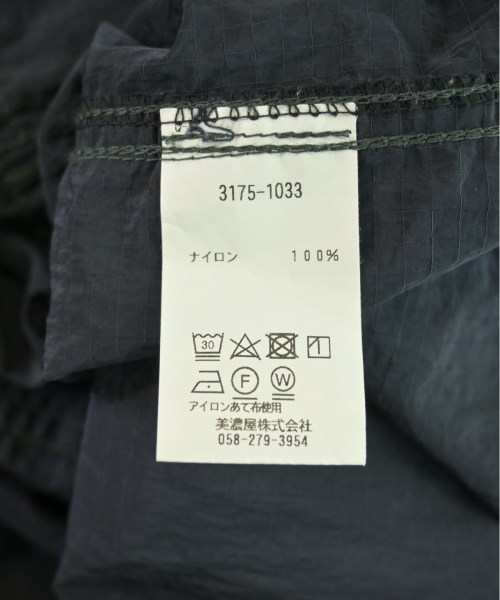 3175-1033
ナイロン 100%
30
F W
アイロンあて布使用
美濃屋株式会社
058-279-3954